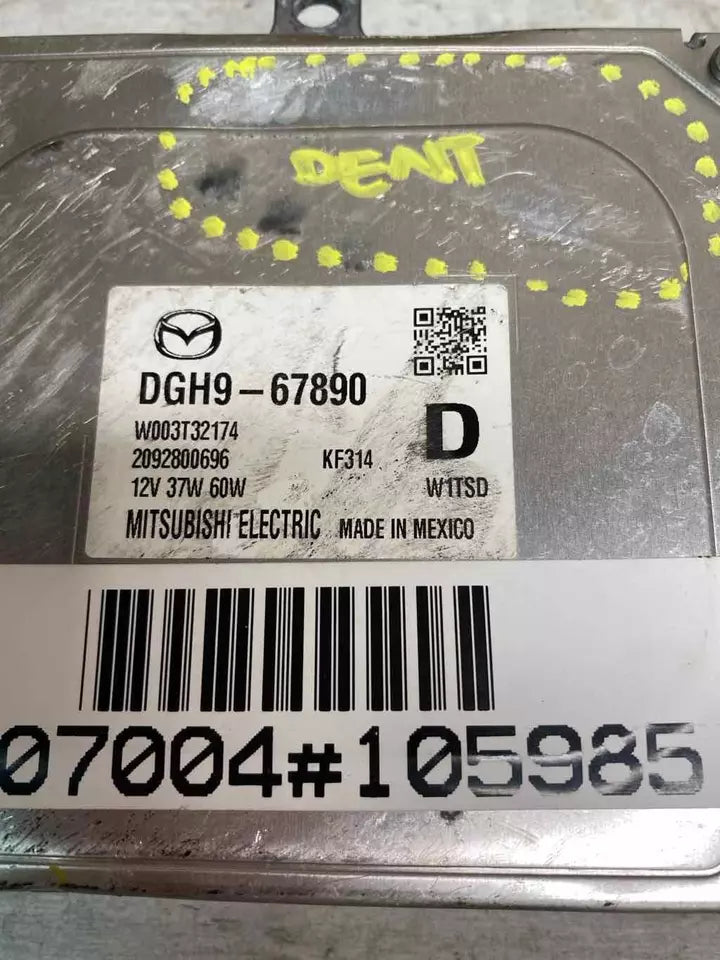 DENT
DGH9-67890
W003T32174
2092800696 KF314 D
12V 37W 60W W1TSD
MITSUBISHI ELECTRIC MADE IN MEXICO
07004#105985